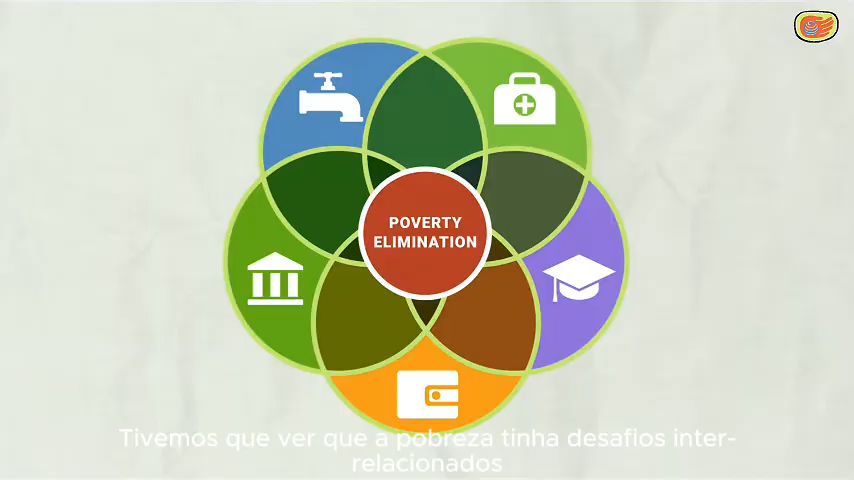 POVERTY
ELIMINATION
Tivemos que ver que a pobreza tinha desafios inter-
relacionados